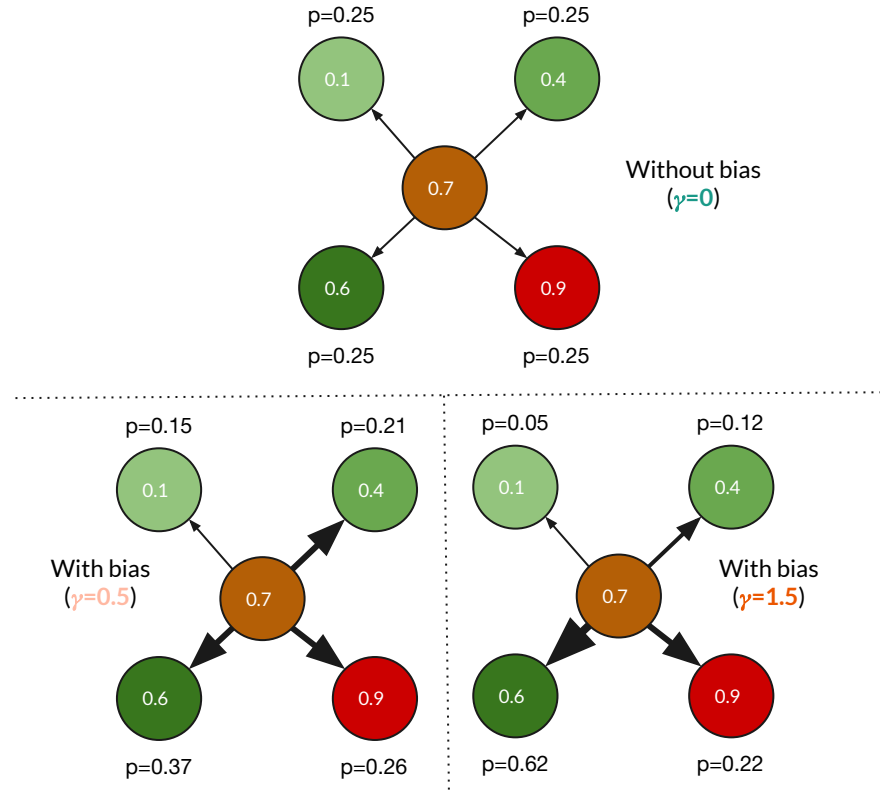 p=0.25 p=0.25
0.1 0.4
Without bias
0.7
(γ=0)
0.6 0.9
p=0.25 p=0.25
p=0.15 p=0.21
0.1 0.4
With bias
(γ=0.5)
0.7
0.6 0.9
p=0.37 p=0.26
p=0.05 p=0.12
0.1 0.4
With bias
0.7
(γ=1.5)
0.6 0.9
p=0.62 p=0.22